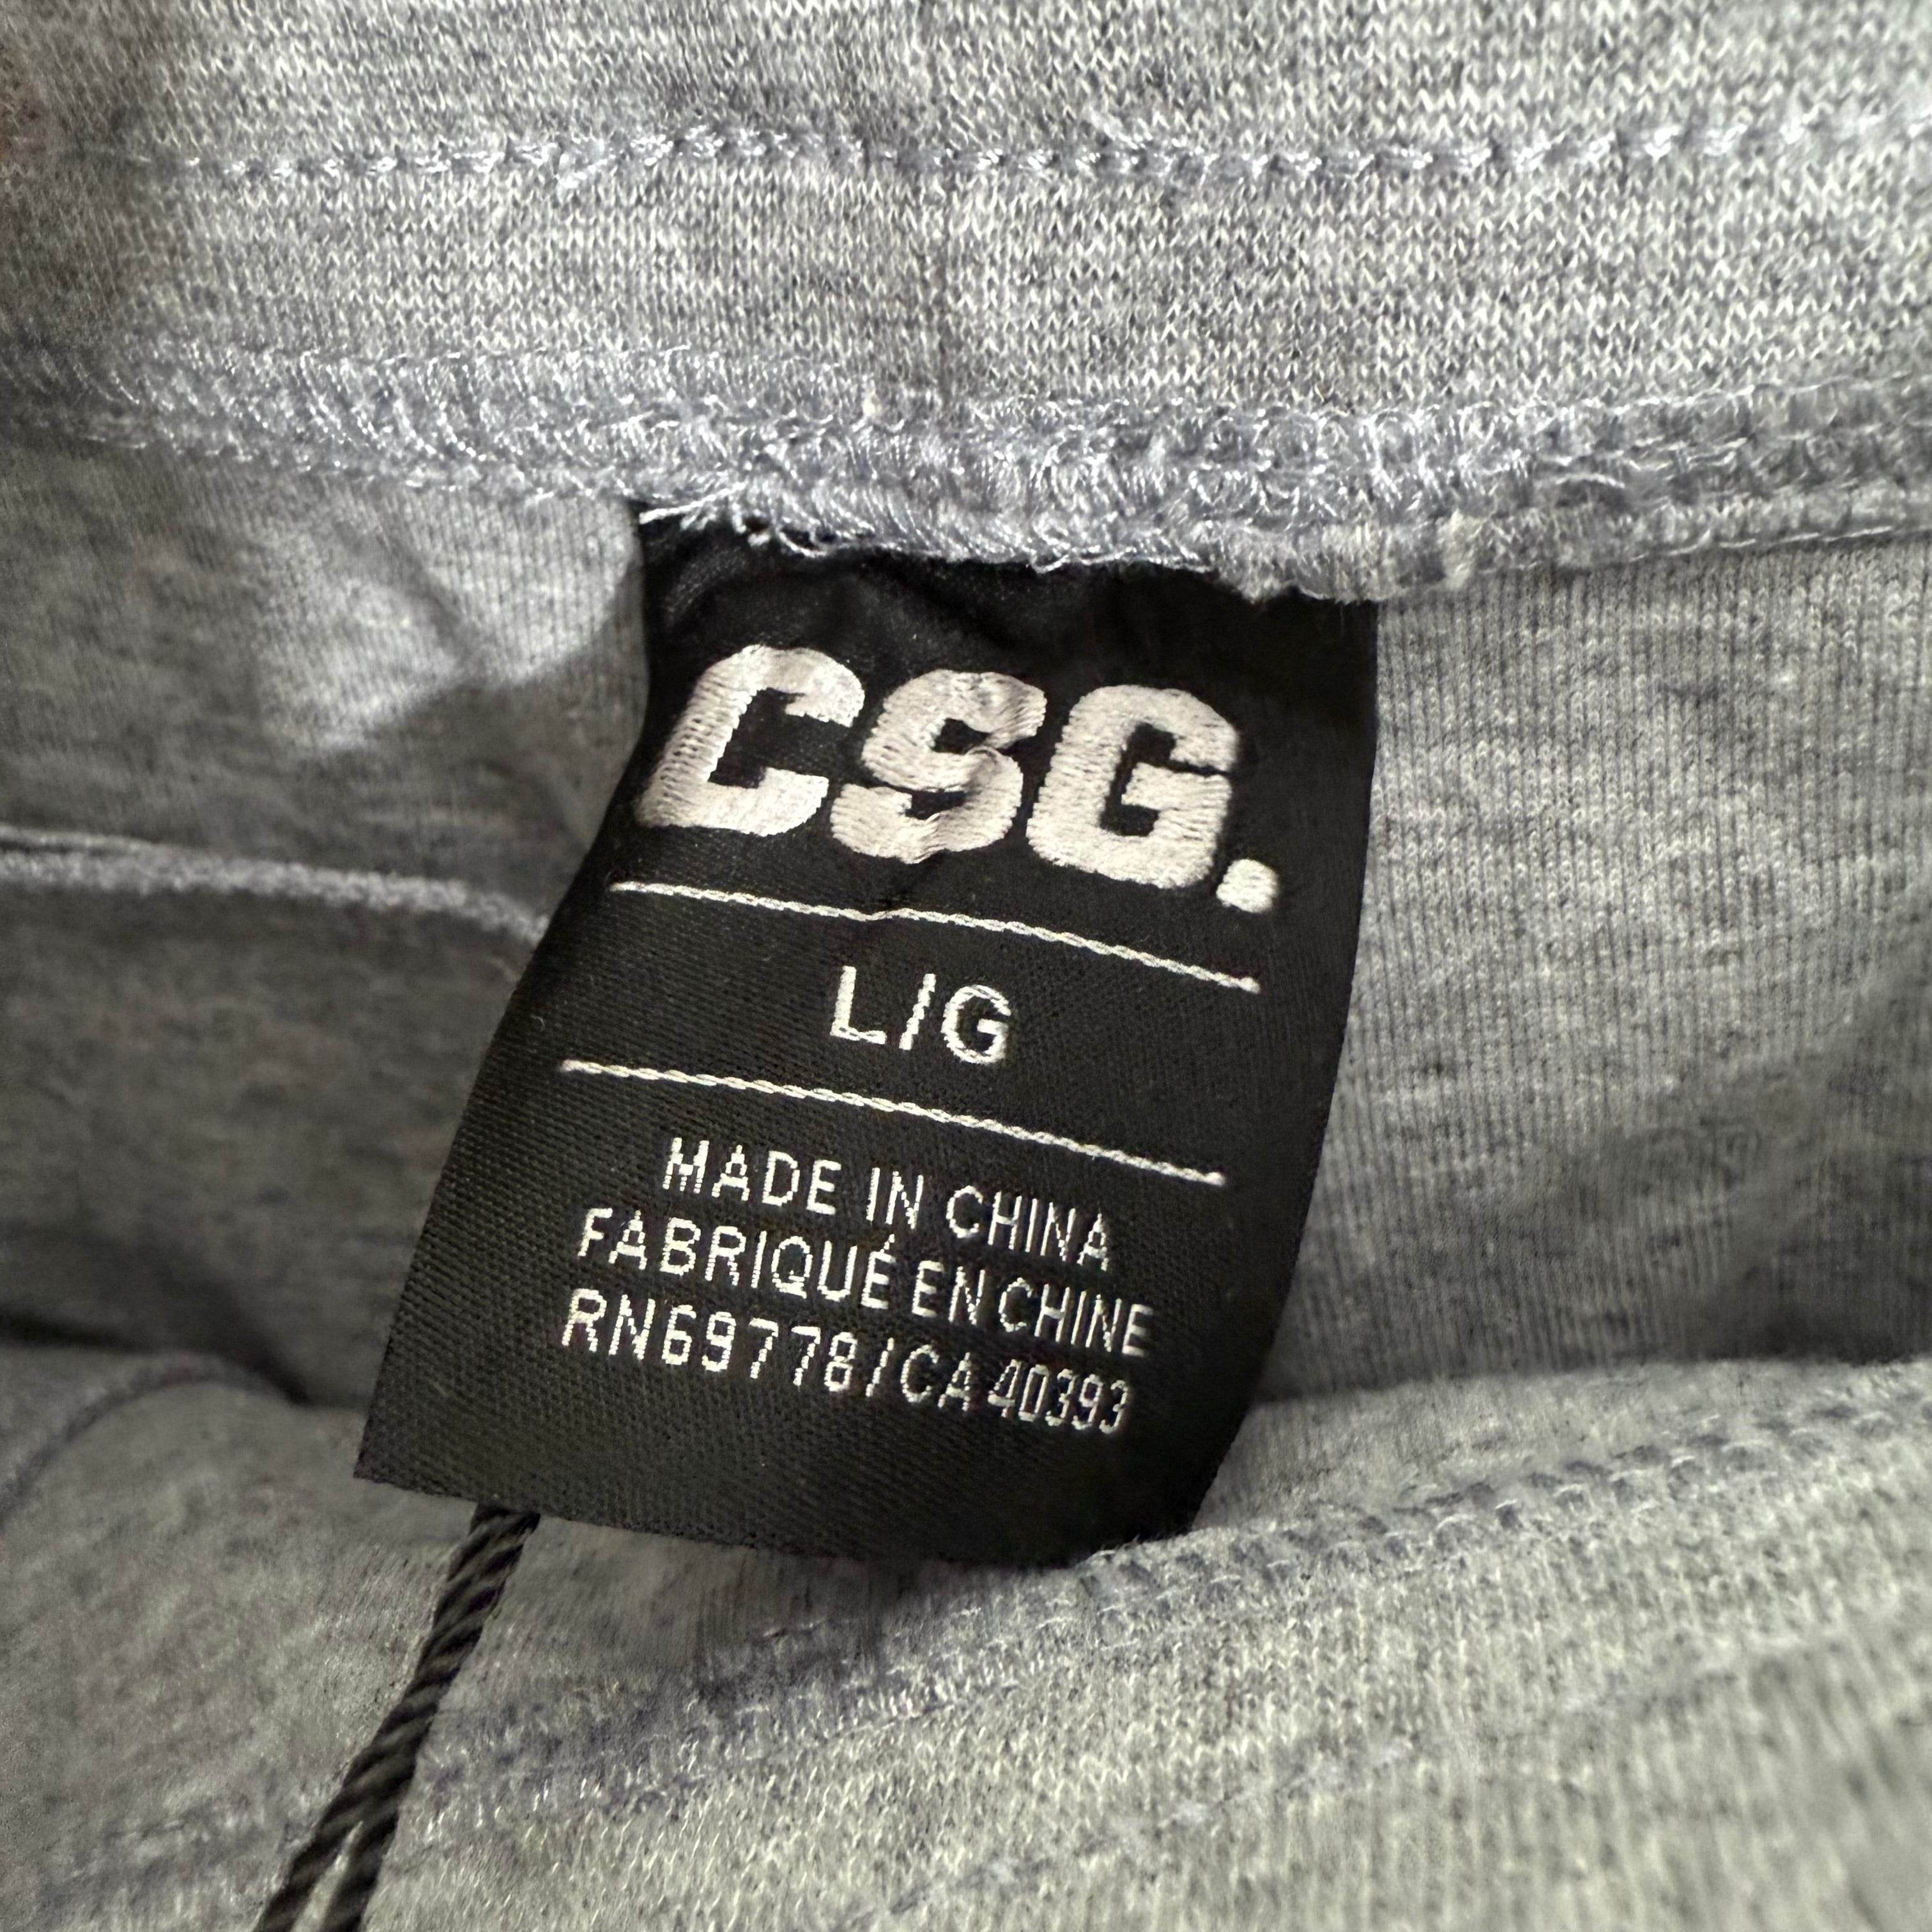 CSG.
L/G
MADE IN CHINA
FABRIQUÉ EN CHINE
RN69778/CA 40393